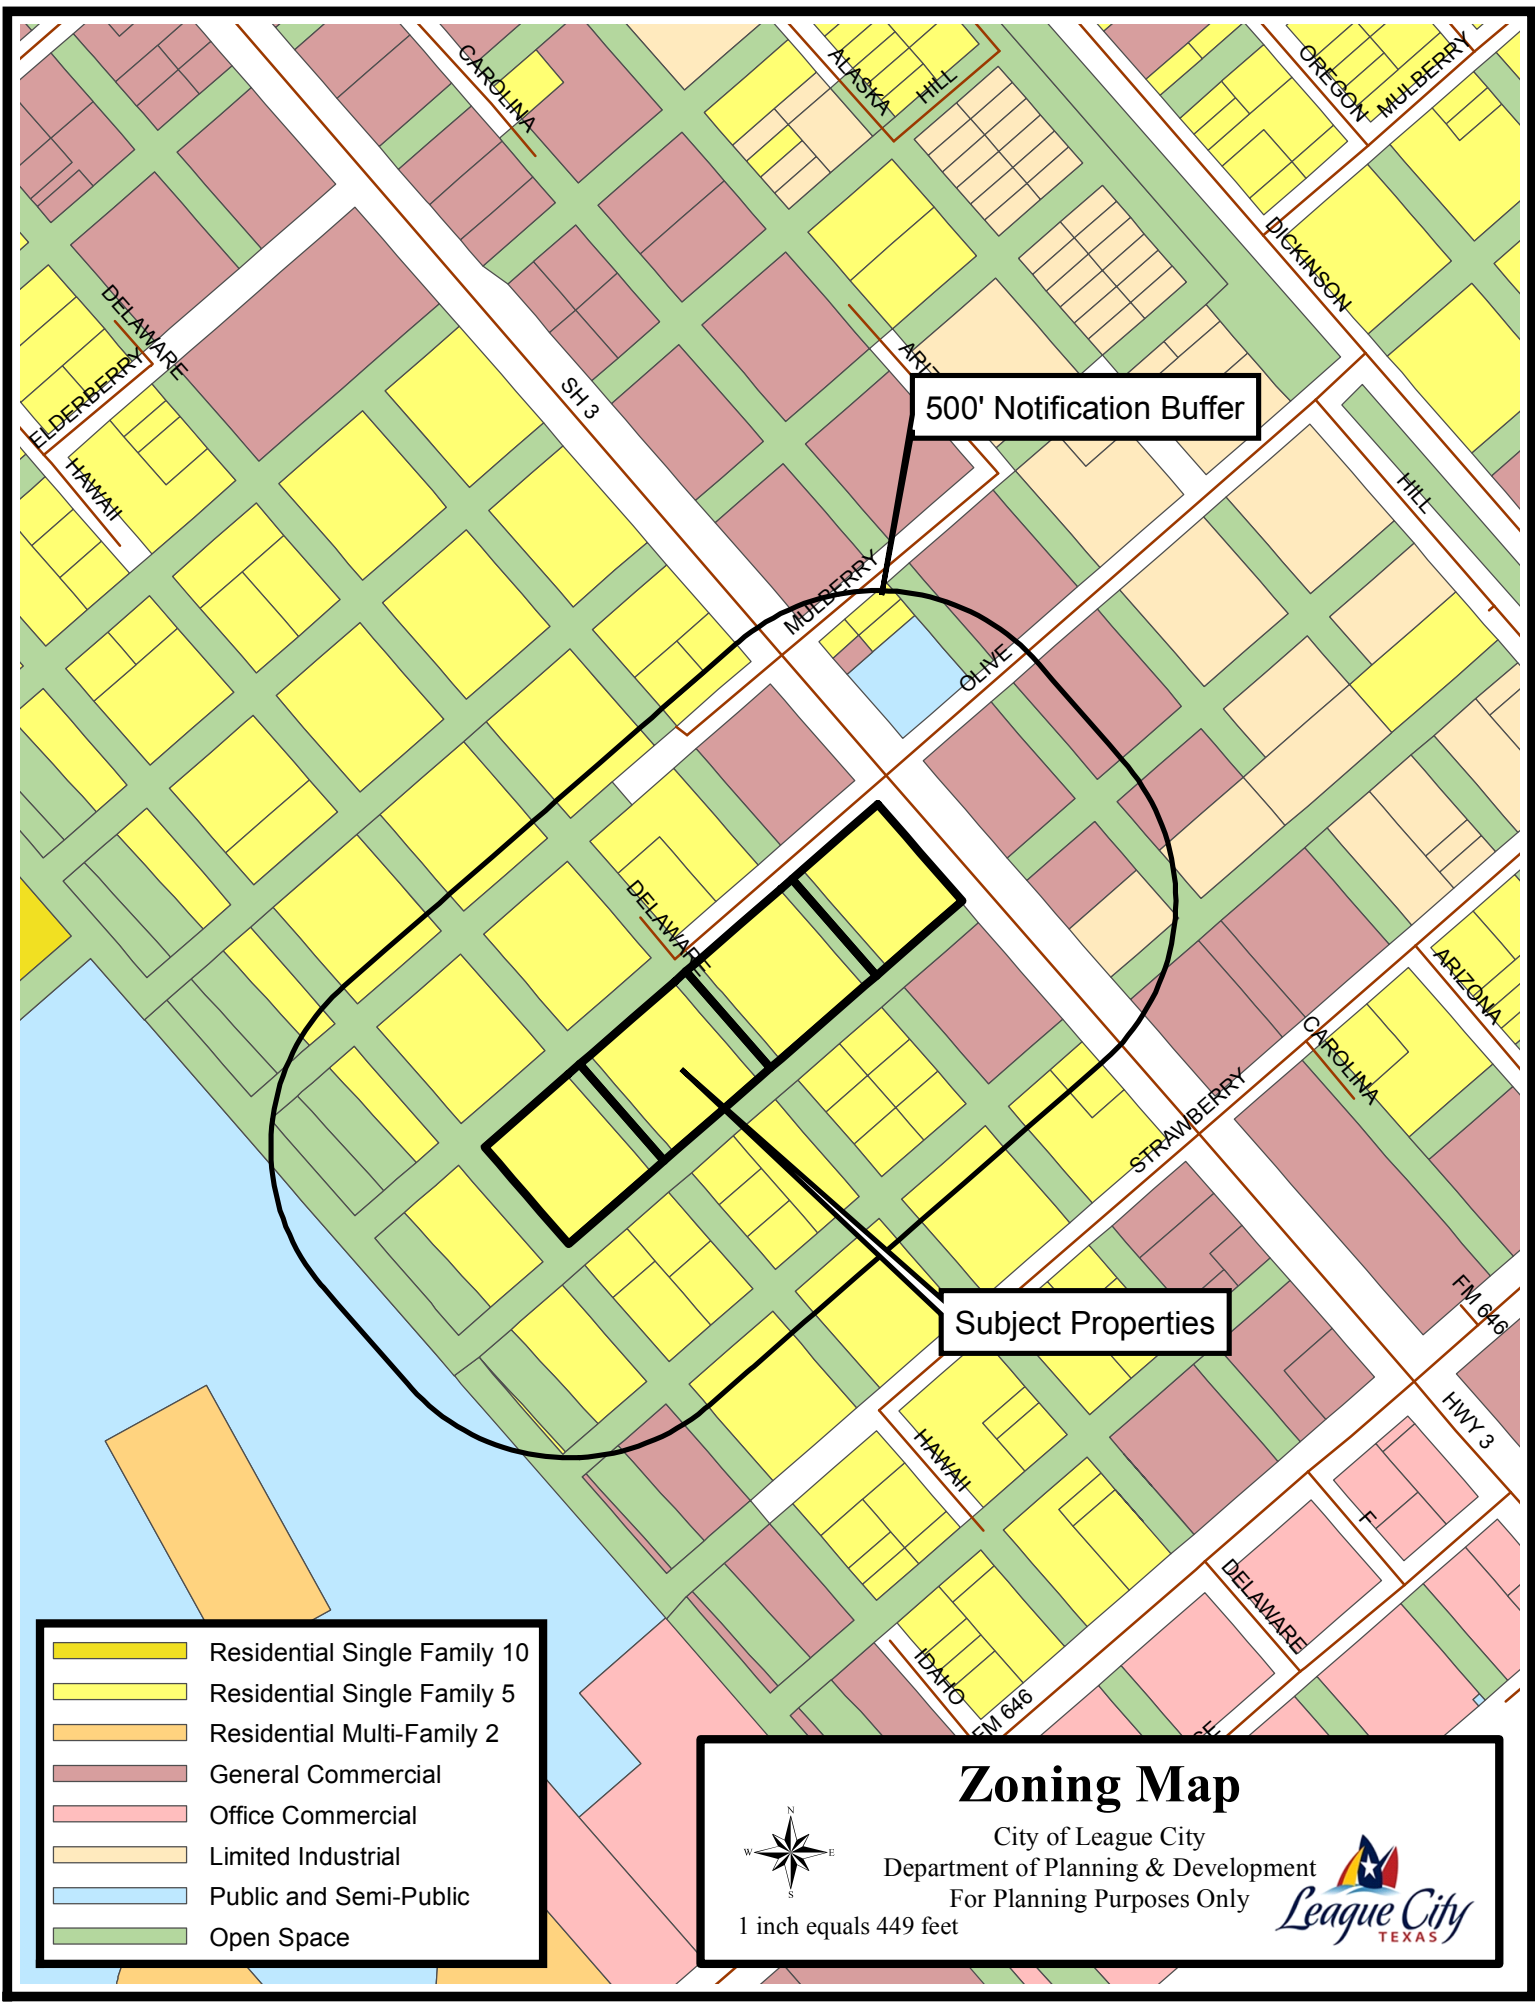 CAROLINA
ALASKA
HILL
OREGON
MULBERRY
DICKINSON
DELAWARE
ELDERBERRY
HAWAII
SH 3
500' Notification Buffer
HILL
MULBERRY
OLIVE
DELAWARE
ARIZONA
CAROLINA
STRAWBERRY
Subject Properties
FM 646
HWY 3
HAWAII
F
DELAWARE
IDAHO
FM 646
Residential Single Family 10
Residential Single Family 5
Residential Multi-Family 2
General Commercial
Office Commercial
Limited Industrial
Public and Semi-Public
Open Space
Zoning Map
City of League City
Department of Planning & Development
For Planning Purposes Only
1 inch equals 449 feet
N
W
E
S
League City
TEXAS